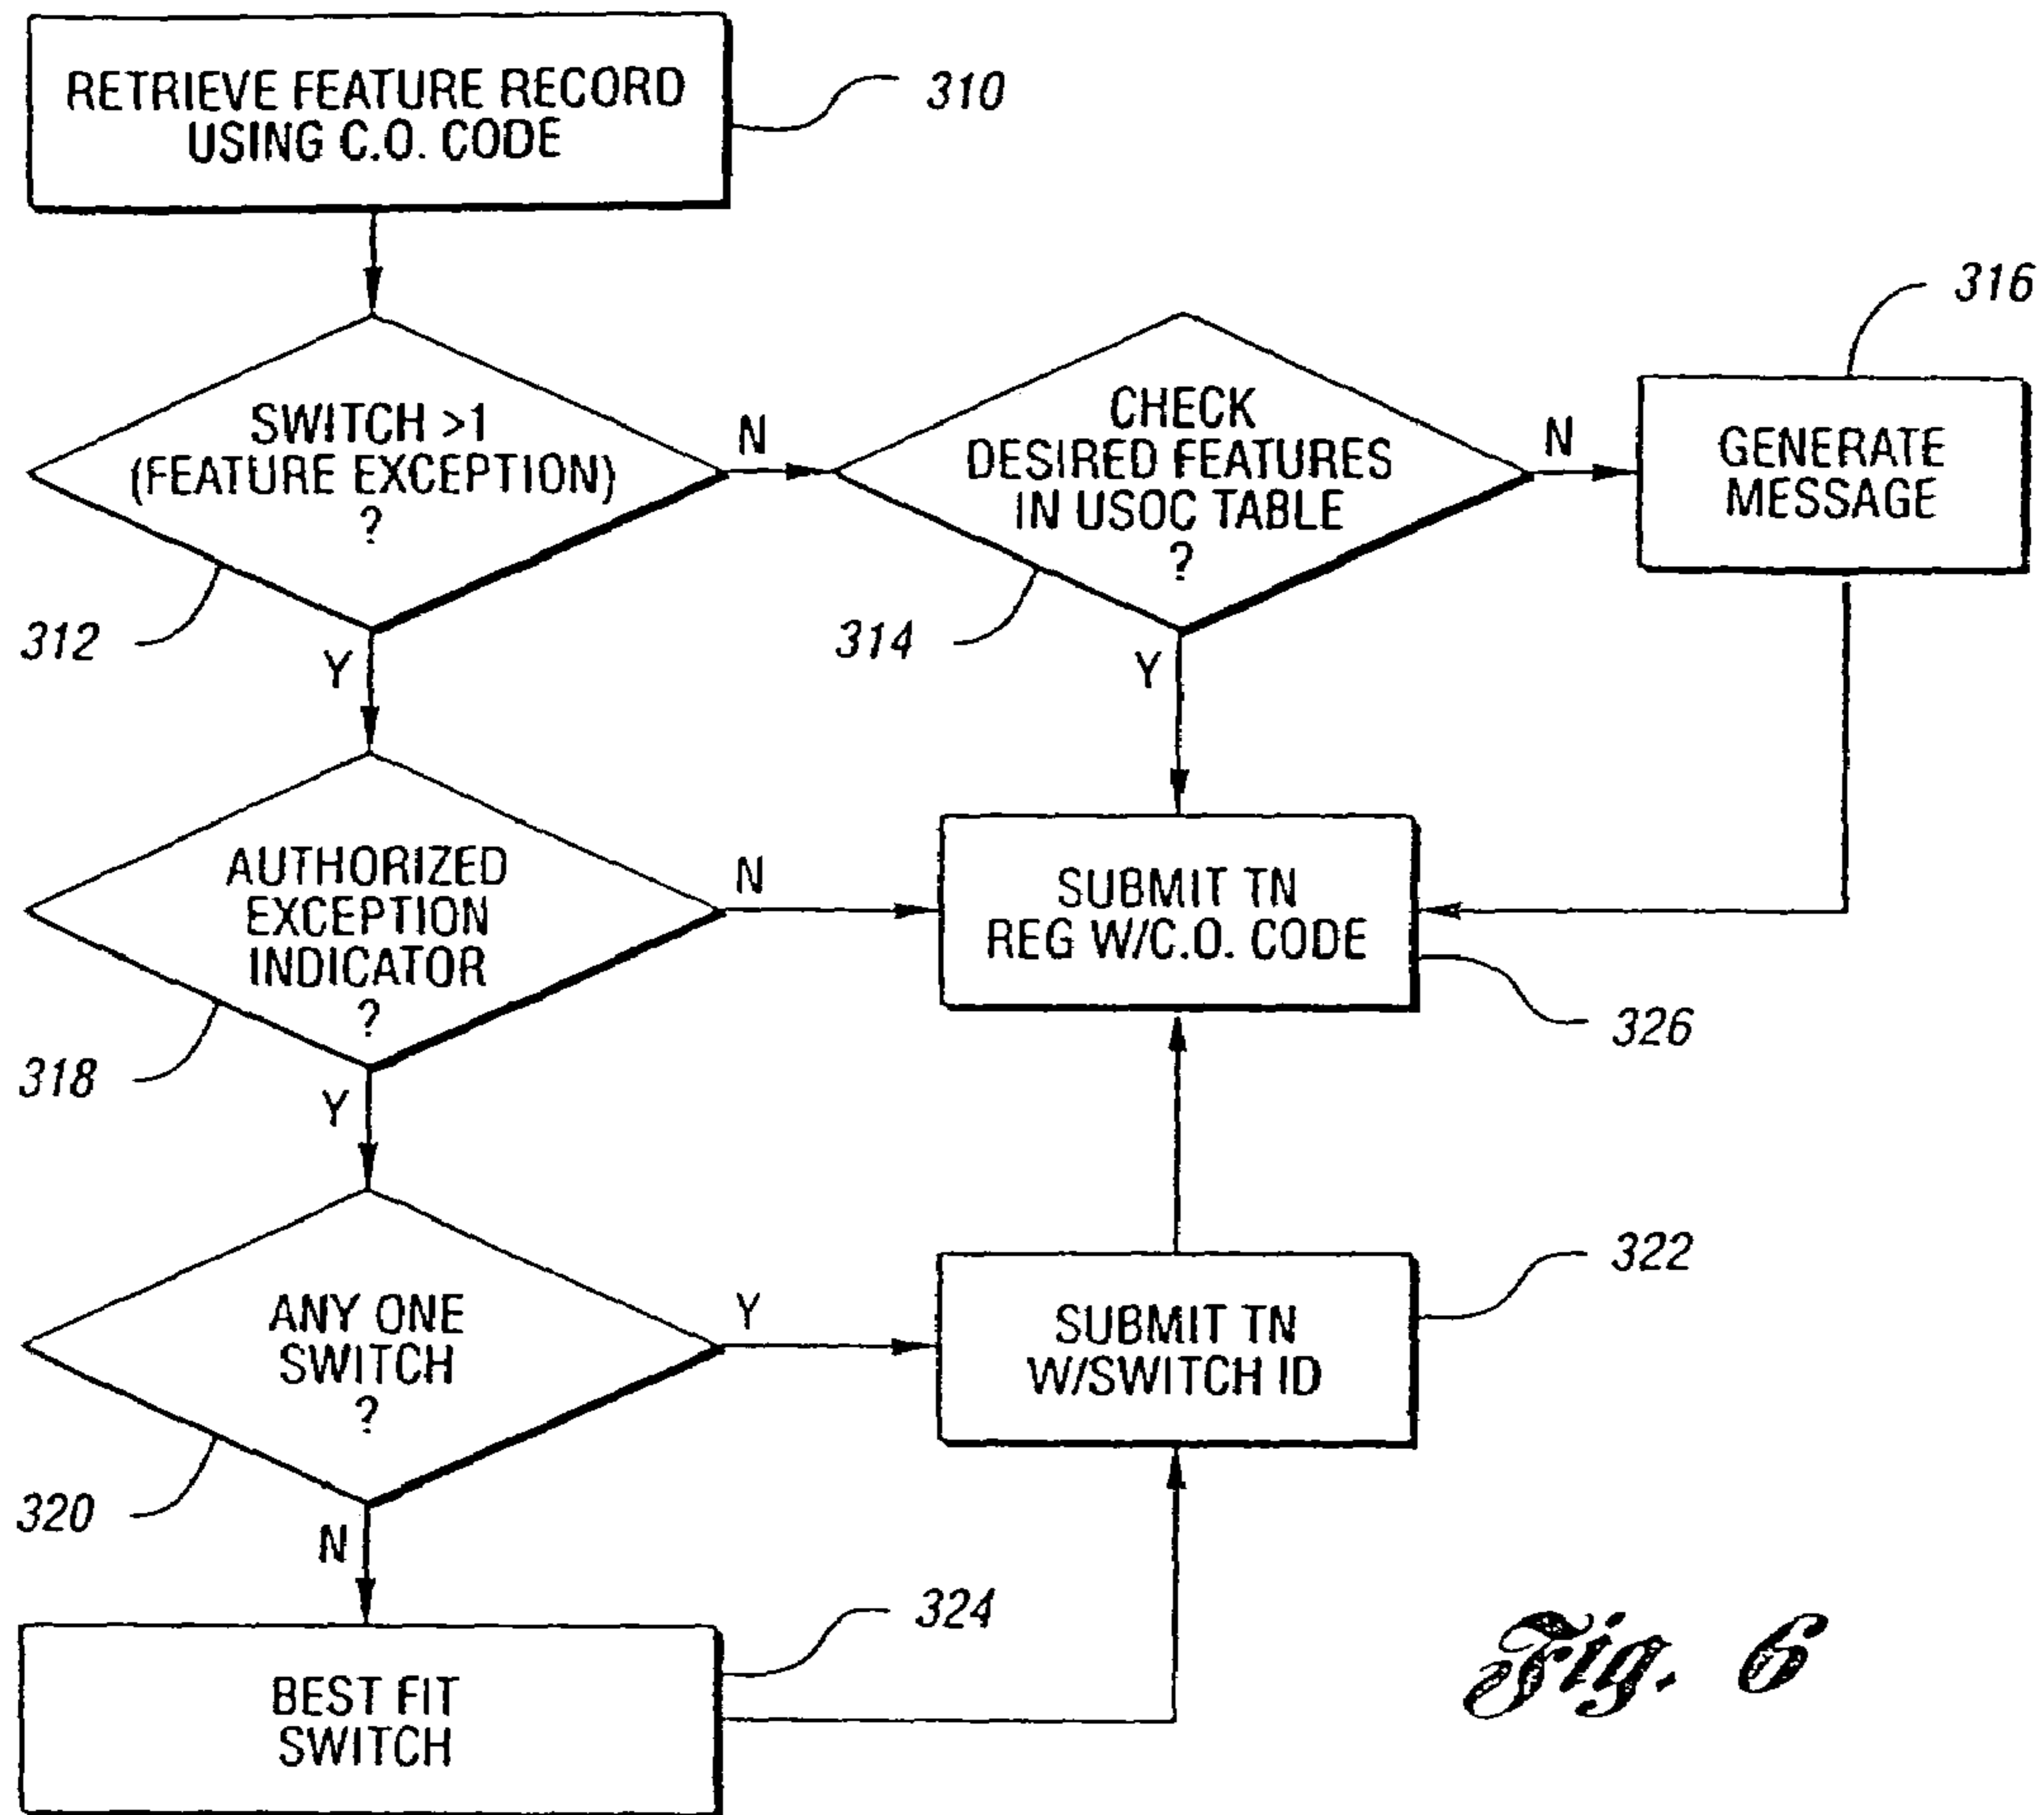 RETRIEVE FEATURE RECORD
USING C.O. CODE
310
SWITCH >1
(FEATURE EXCEPTION)
?
312
N
Y
CHECK
DESIRED FEATURES
IN USOC TABLE
?
314
N
Y
316
GENERATE
MESSAGE
AUTHORIZED
EXCEPTION
INDICATOR
?
318
N
Y
SUBMIT TN
REG W/C.O. CODE
326
ANY ONE
SWITCH
?
320
Y
N
SUBMIT TN
W/SWITCH ID
322
BEST FIT
SWITCH
324
Fig. 6